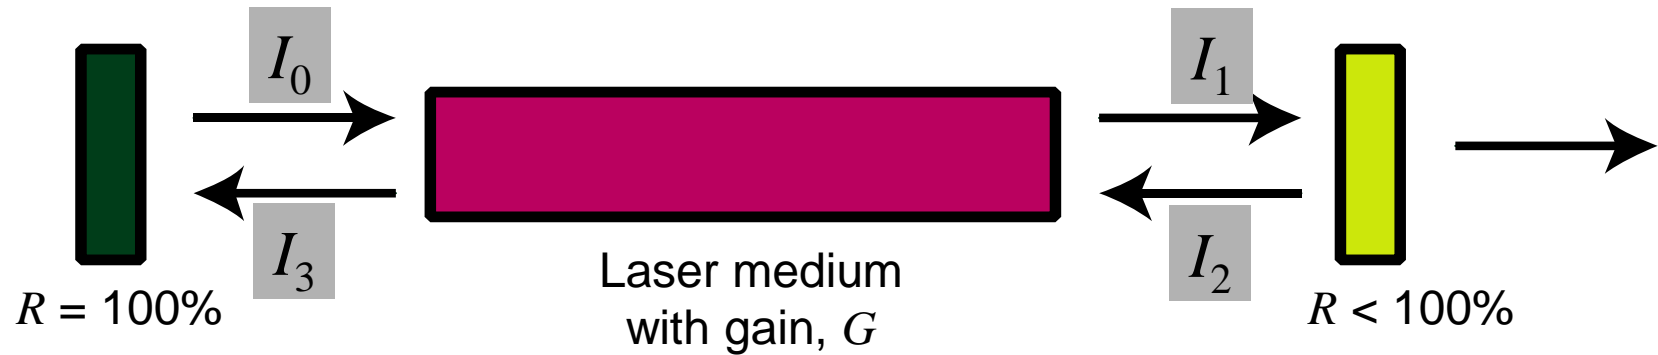 I₀
I₁
I₃
I₂
R = 100%
Laser medium
with gain, G
R < 100%